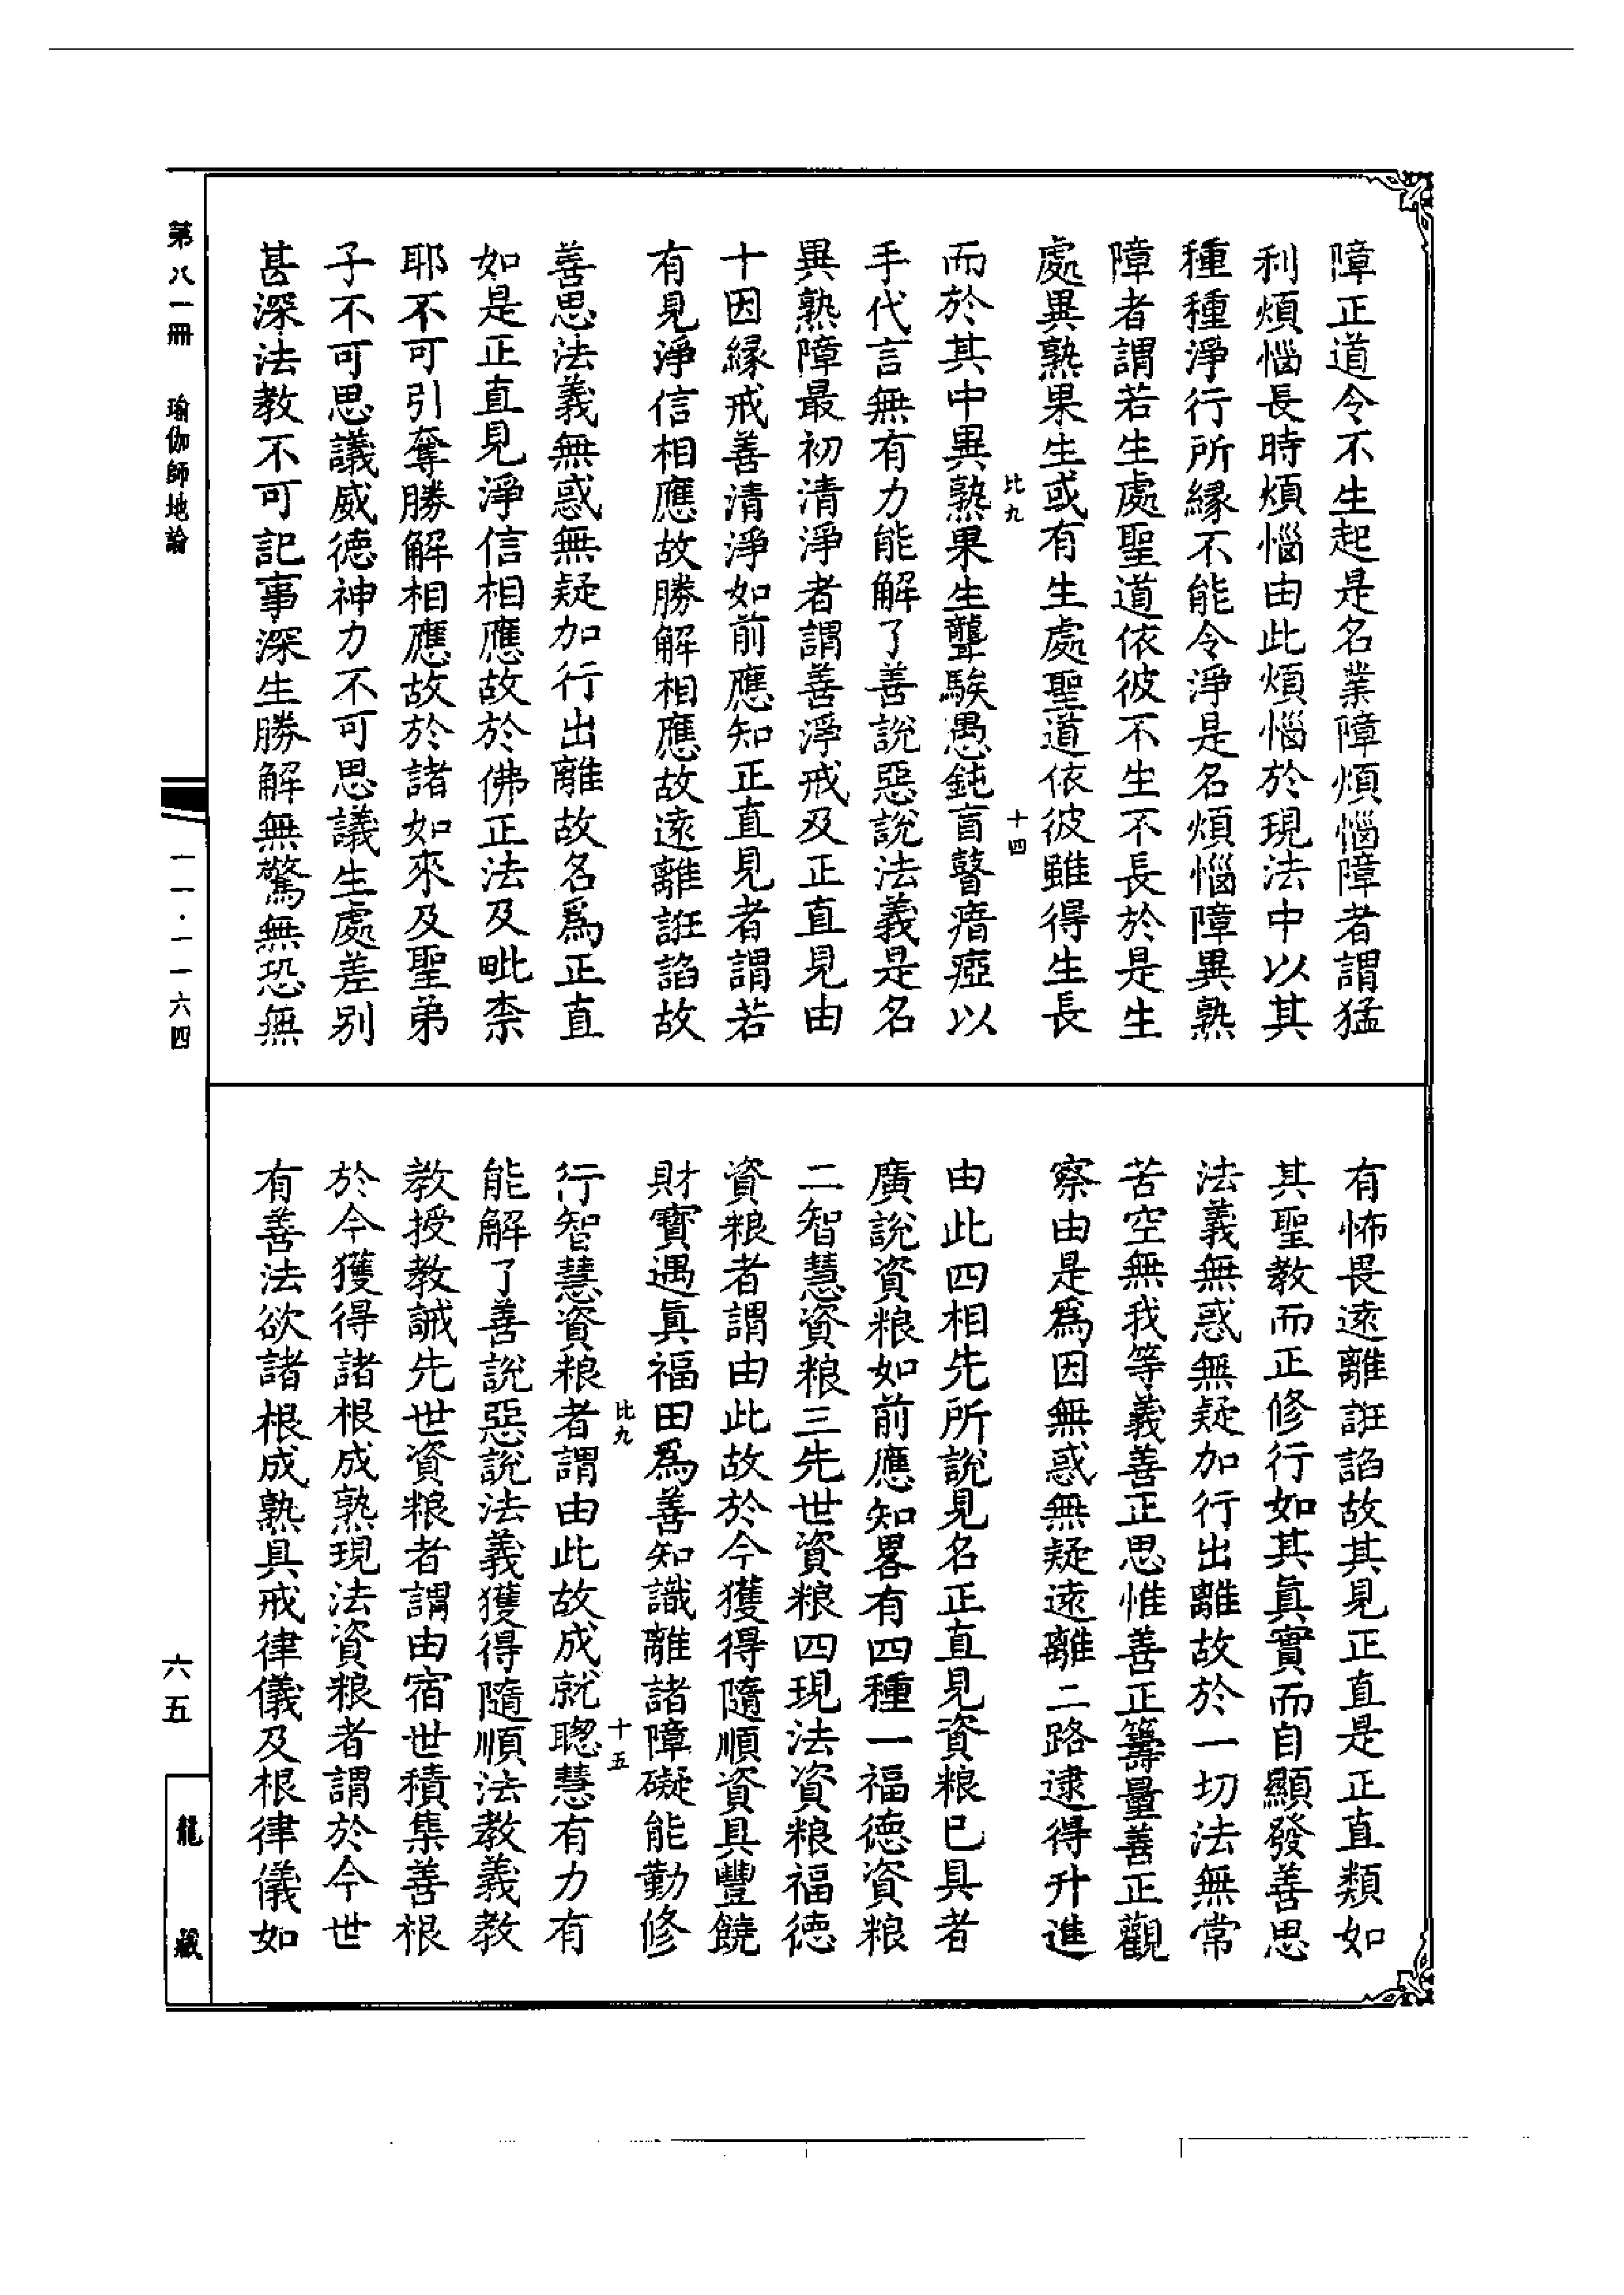 障正道令不生起是名業障煩惱障者謂猛
利煩惱長時煩惱由此煩惱於現法中以其
種種淨行所緣不能令淨是名煩惱障異熟
障者謂若生處聖道依彼不生不長於是生
處異熟果生或有生處聖道依彼雖得生長
比九
十四
而於其中異熟果生聾騃愚鈍盲瞽瘖瘂以
手代言無有力能解了善說惡說法義是名
異熟障最初清淨者謂善淨戒及正直見由
十因緣戒善清淨如前應知正直見者謂若
有見淨信相應故勝解相應故遠離誑諂故
善思法義無惑無疑加行出離故名爲正直
如是正直見淨信相應故於佛正法及毗柰
耶不可引奪勝解相應故於諸如來及聖弟
子不可思議威德神力不可思議生處差別
甚深法教不可記事深生勝解無驚無恐無
有怖畏遠離誑諂故其見正直是正直類如
其聖教而正修行如其眞實而自顯發善思
法義無惑無疑加行出離故於一切法無常
苦空無我等義善正思惟善正籌量善正觀
察由是爲因無惑無疑遠離二路逮得升進
由此四相先所說見名正直見資粮已具者
廣說資粮如前應知畧有四種一福德資粮
二智慧資粮三先世資粮四現法資粮福德
資粮者謂由此故於今獲得隨順資具豐饒
財寶遇眞福田爲善知識離諸障礙能勤修
比九
十五
行智慧資粮者謂由此故成就聰慧有力有
能解了善說惡說法義獲得隨順法教義教
教授教誡先世資粮者謂由宿世積集善根
於今獲得諸根成熟現法資粮者謂於今世
有善法欲諸根成熟具戒律儀及根律儀如
第八一冊 瑜伽師地論
一一·一一六四
六五
龍藏